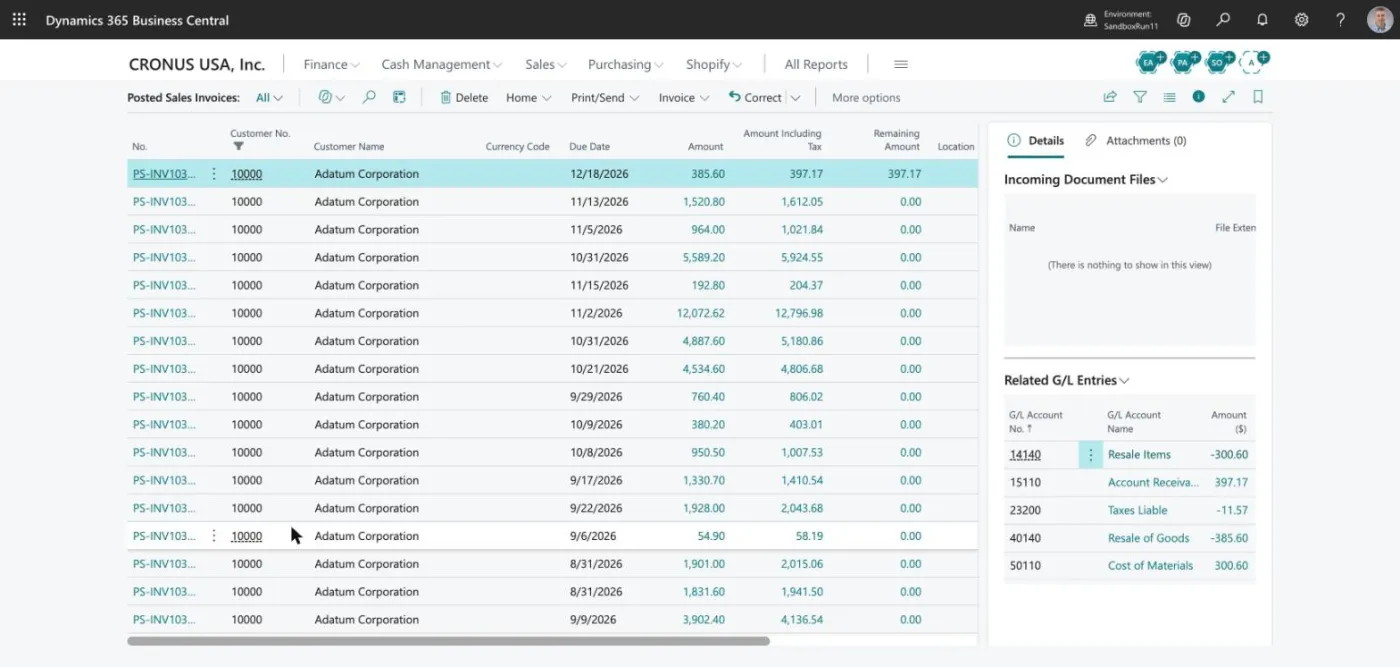 Dynamics 365 Business Central
Environment:
SandboxRun11
CRONUS USA, Inc. Finance Cash Management Sales Purchasing Shopify All Reports
EA PA SO A
Posted Sales Invoices: All Delete Home Print/Send Invoice Correct More options
No. Customer No. Customer Name Currency Code Due Date Amount Amount Including Tax Remaining Amount Location
PS-INV103... 10000 Adatum Corporation 12/18/2026 385.60 397.17 397.17
PS-INV103... 10000 Adatum Corporation 11/13/2026 1,520.80 1,612.05 0.00
PS-INV103... 10000 Adatum Corporation 11/5/2026 964.00 1,021.84 0.00
PS-INV103... 10000 Adatum Corporation 10/31/2026 5,589.20 5,924.55 0.00
PS-INV103... 10000 Adatum Corporation 11/15/2026 192.80 204.37 0.00
PS-INV103... 10000 Adatum Corporation 11/2/2026 12,072.62 12,796.98 0.00
PS-INV103... 10000 Adatum Corporation 10/31/2026 4,887.60 5,180.86 0.00
PS-INV103... 10000 Adatum Corporation 10/21/2026 4,534.60 4,806.68 0.00
PS-INV103... 10000 Adatum Corporation 9/29/2026 760.40 806.02 0.00
PS-INV103... 10000 Adatum Corporation 10/9/2026 380.20 403.01 0.00
PS-INV103... 10000 Adatum Corporation 10/8/2026 950.50 1,007.53 0.00
PS-INV103... 10000 Adatum Corporation 9/17/2026 1,330.70 1,410.54 0.00
PS-INV103... 10000 Adatum Corporation 9/22/2026 1,928.00 2,043.68 0.00
PS-INV103... 10000 Adatum Corporation 9/6/2026 54.90 58.19 0.00
PS-INV103... 10000 Adatum Corporation 8/31/2026 1,901.00 2,015.06 0.00
PS-INV103... 10000 Adatum Corporation 8/31/2026 1,831.60 1,941.50 0.00
PS-INV103... 10000 Adatum Corporation 9/9/2026 3,902.40 4,136.54 0.00
Details Attachments (0)
Incoming Document Files
Name File Exten
(There is nothing to show in this view)
Related G/L Entries
G/L Account No. ↑ G/L Account Name Amount ($)
14140 Resale Items -300.60
15110 Account Receiva... 397.17
23200 Taxes Liable -11.57
40140 Resale of Goods -385.60
50110 Cost of Materials 300.60